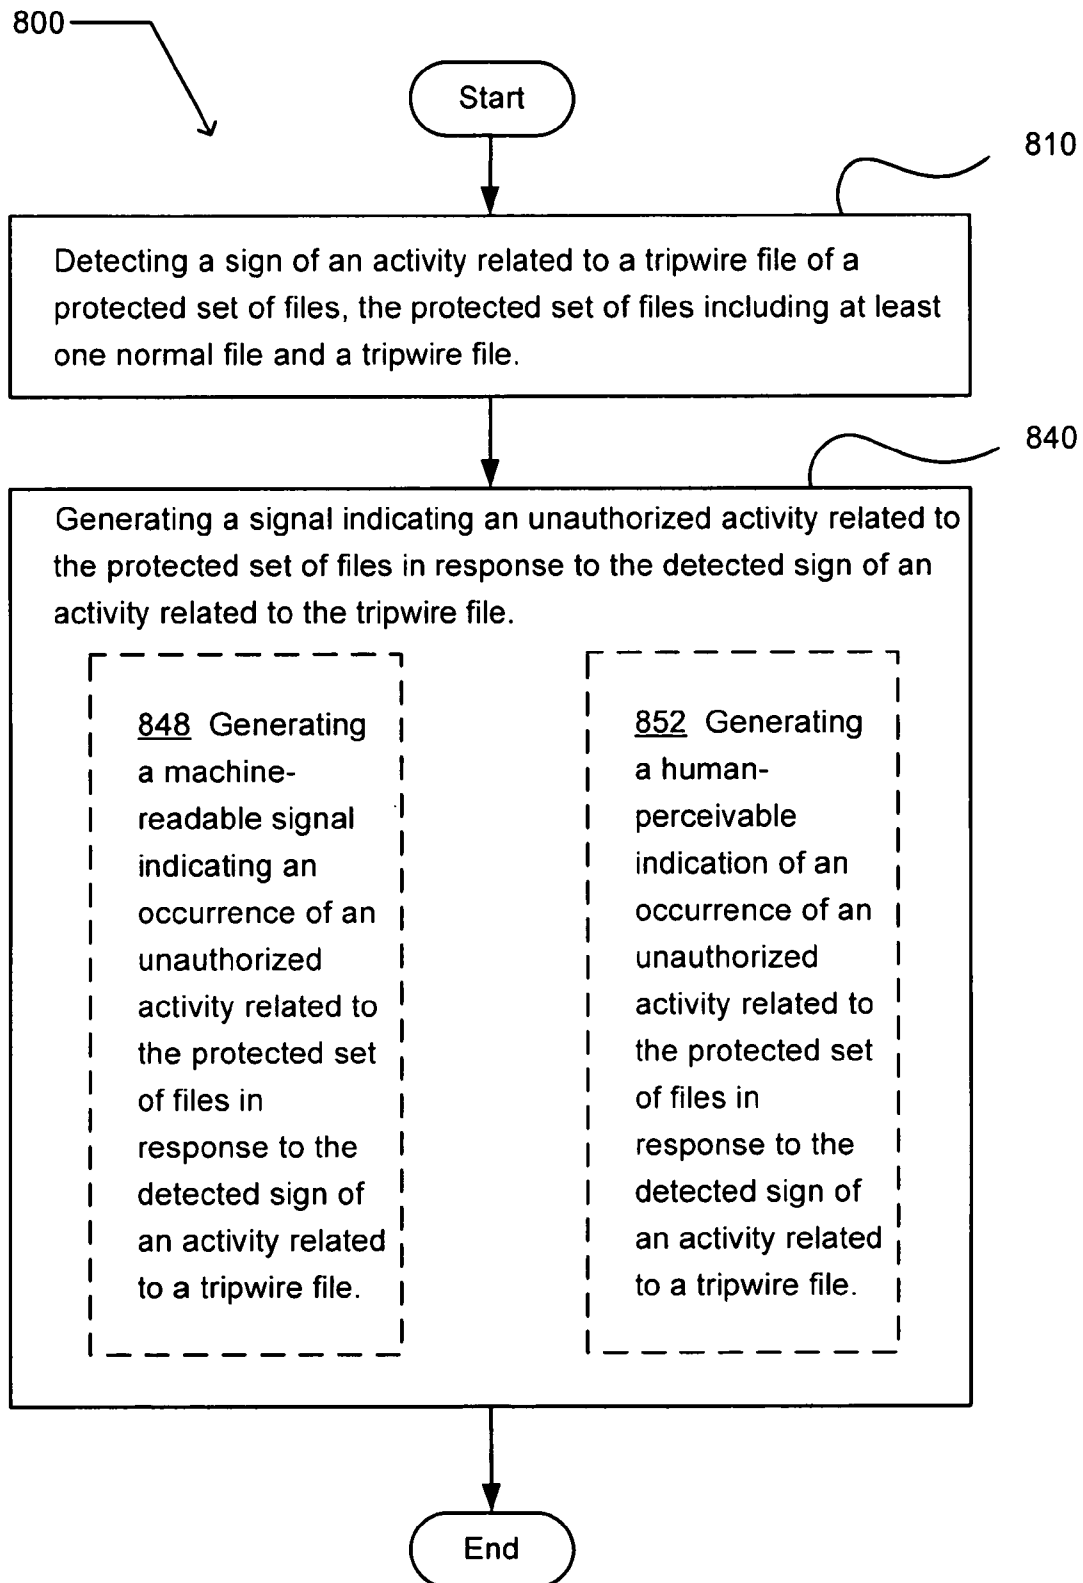 800
Start
810
Detecting a sign of an activity related to a tripwire file of a
protected set of files, the protected set of files including at least
one normal file and a tripwire file.
840
Generating a signal indicating an unauthorized activity related to
the protected set of files in response to the detected sign of an
activity related to the tripwire file.
848 Generating
a machine-
readable signal
indicating an
occurrence of an
unauthorized
activity related to
the protected set
of files in
response to the
detected sign of
an activity related
to a tripwire file.
852 Generating
a human-
perceivable
indication of an
occurrence of an
unauthorized
activity related to
the protected set
of files in
response to the
detected sign of
an activity related
to a tripwire file.
End